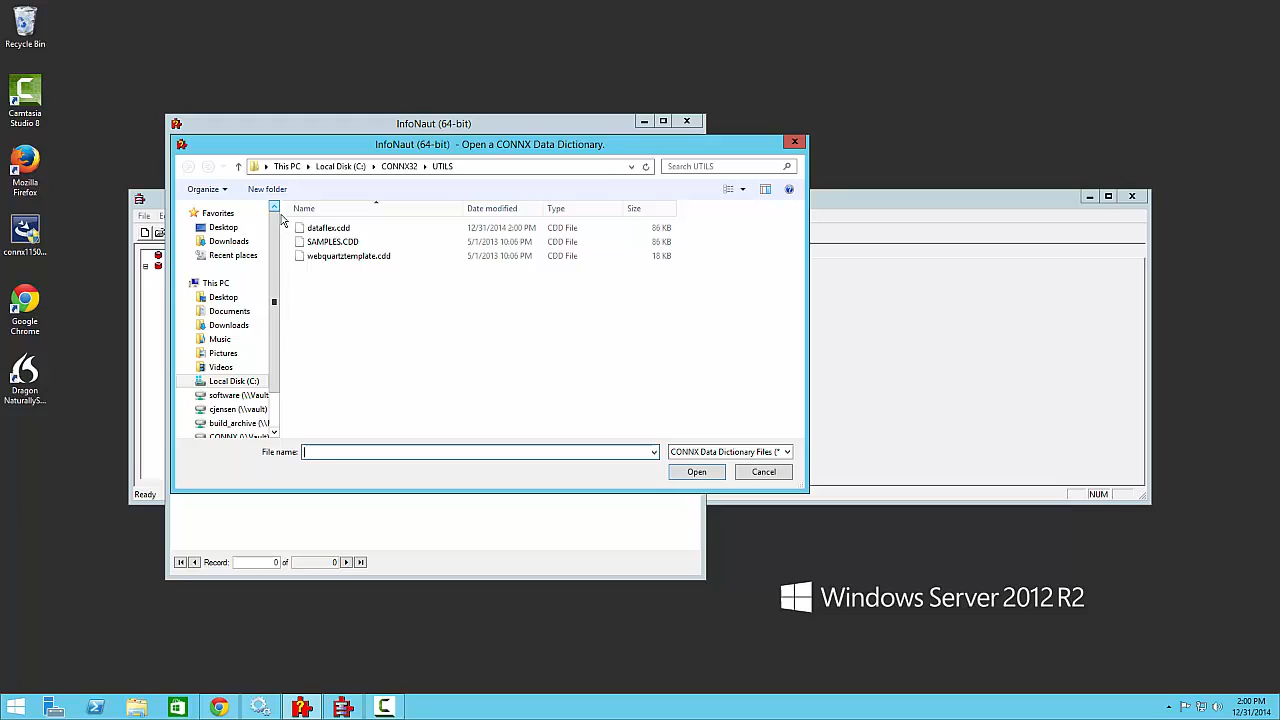 Recycle Bin
Camtasia
Studio 8
Mozilla
Firefox
connx1150...
Google
Chrome
Dragon
NaturallyS...
InfoNaut (64-bit)
InfoNaut (64-bit) - Open a CONNX Data Dictionary.
This PC
Local Disk (C:)
CONNX32
UTILS
Search UTILS
Organize
New folder
Name
Date modified
Type
Size
Favorites
Desktop
Downloads
Recent places
This PC
Desktop
Documents
Downloads
Music
Pictures
Videos
Local Disk (C:)
software (\\Vault
cjensen (\\vault)
build_archive (\\
CONNX (\\Vault)
dataflex.cdd 12/31/2014 2:00 PM CDD File 86 KB
SAMPLES.CDD 5/1/2013 10:06 PM CDD File 86 KB
webquartztemplate.cdd 5/1/2013 10:06 PM CDD File 18 KB
File name:
CONNX Data Dictionary Files (*
Open
Cancel
File
Ready
NUM
Record: 0 of 0
Windows Server 2012 R2
2:00 PM
12/31/2014